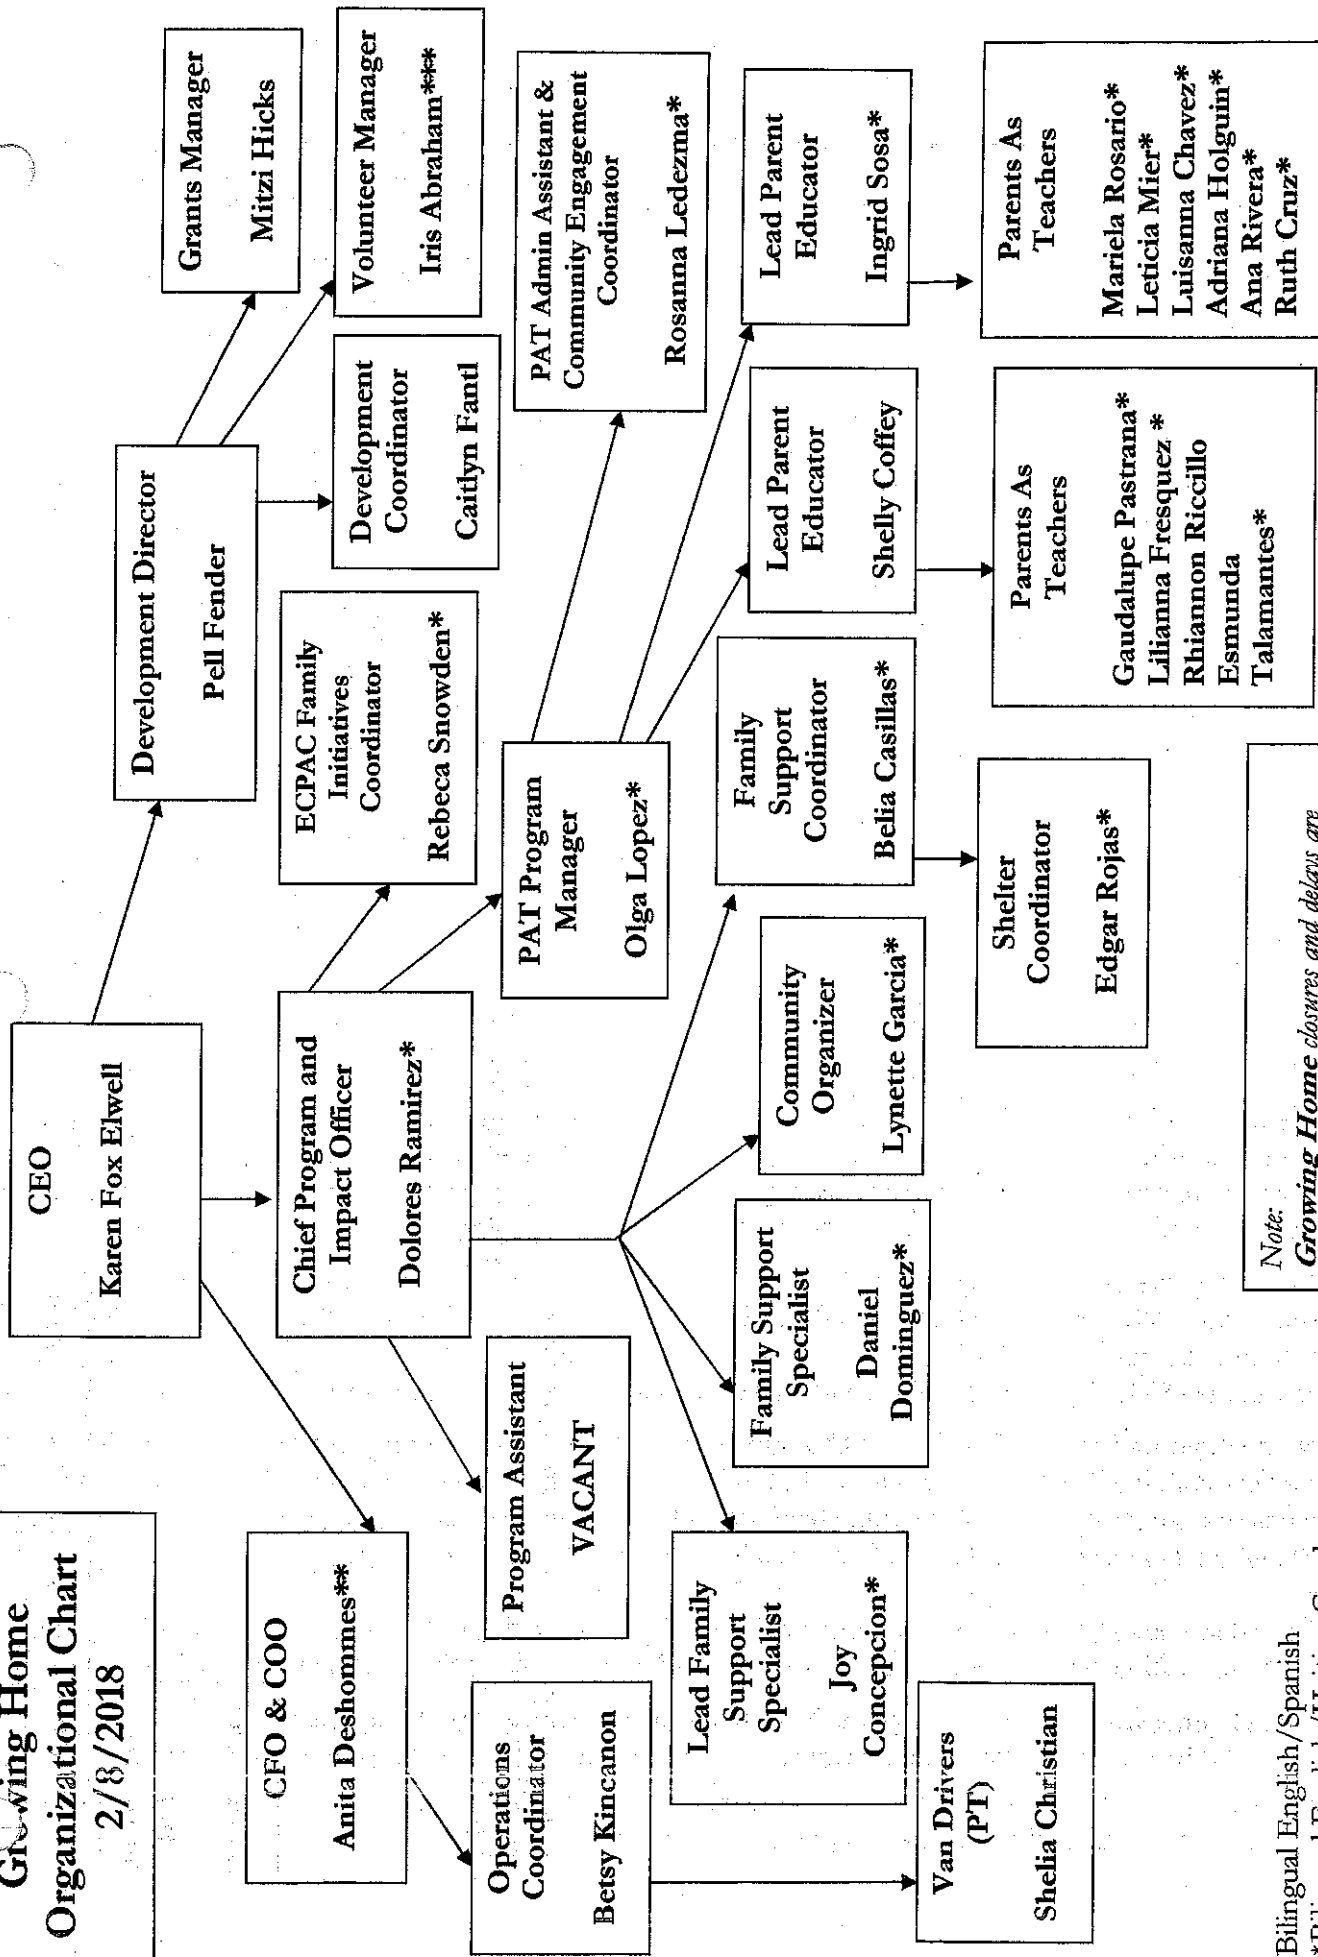 Growing Home
Organizational Chart
2/8/2018
CEO
Karen Fox Elwell
Development Director
Pell Fender
Grants Manager
Mitzi Hicks
CFO & COO
Anita Deshommes**
Chief Program and
Impact Officer
Dolores Ramirez*
ECPAC Family
Initiatives
Coordinator
Rebeca Snowden*
Development
Coordinator
Caitlyn Fantl
Volunteer Manager
Iris Abraham***
Operations
Coordinator
Betsy Kincanon
Program Assistant
VACANT
PAT Program
Manager
Olga Lopez*
PAT Admin Assistant &
Community Engagement
Coordinator
Rosanna Ledezma*
Lead Family
Support
Specialist
Joy
Concepcion*
Family Support
Specialist
Daniel
Dominguez*
Community
Organizer
Lynette Garcia*
Family
Support
Coordinator
Belia Casillas*
Lead Parent
Educator
Shelly Coffey
Lead Parent
Educator
Ingrid Sosa*
Van Drivers
(PT)
Shelia Christian
Shelter
Coordinator
Edgar Rojas*
Parents As
Teachers
Gaudalupe Pastrana*
Lilianna Fresquez *
Rhiannon Riccillo
Esmunda
Talamantes*
Parents As
Teachers
Mariela Rosario*
Leticia Mier*
Luisanna Chavez*
Adriana Holguin*
Ana Rivera*
Ruth Cruz*
Bilingual English/Spanish
Note:
Growing Home closures and delays are